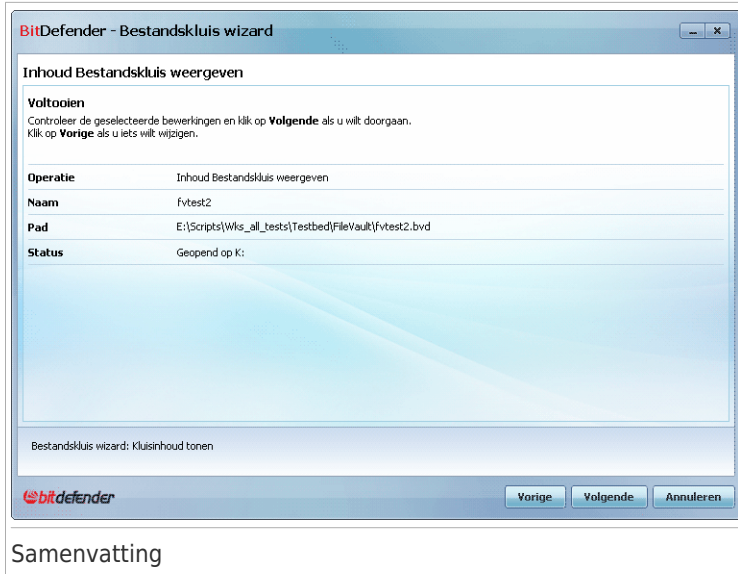 BitDefender - Bestandskluis wizard
Inhoud Bestandskluis weergeven
Voltooien
Controleer de geselecteerde bewerkingen en klik op Volgende als u wilt doorgaan.
Klik op Vorige als u iets wilt wijzigen.
Operatie Inhoud Bestandskluis weergeven
Naam fvtest2
Pad E:\Scripts\Wks_all_tests\Testbed\FileVault\fvtest2.bvd
Status Geopend op K:
Bestandskluis wizard: Kluisinhoud tonen
bitdefender
Vorige Volgende Annuleren
Samenvatting